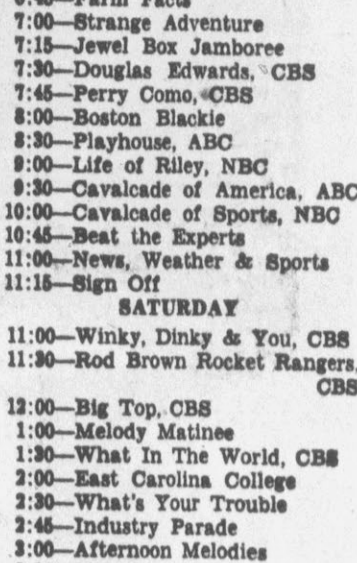 6:45—Farm Facts
7:00—Strange Adventure
7:15—Jewel Box Jamboree
7:30—Douglas Edwards, CBS
7:45—Perry Como, CBS
8:00—Boston Blackie
8:30—Playhouse, ABC
9:00—Life of Riley, NBC
9:30—Cavalcade of America, ABC
10:00—Cavalcade of Sports, NBC
10:45—Beat the Experts
11:00—News, Weather & Sports
11:15—Sign Off
SATURDAY
11:00—Winky, Dinky & You, CBS
11:30—Rod Brown Rocket Rangers,
CBS
12:00—Big Top, CBS
1:00—Melody Matinee
1:30—What In The World, CBS
2:00—East Carolina College
2:30—What's Your Trouble
2:45—Industry Parade
3:00—Afternoon Melodies